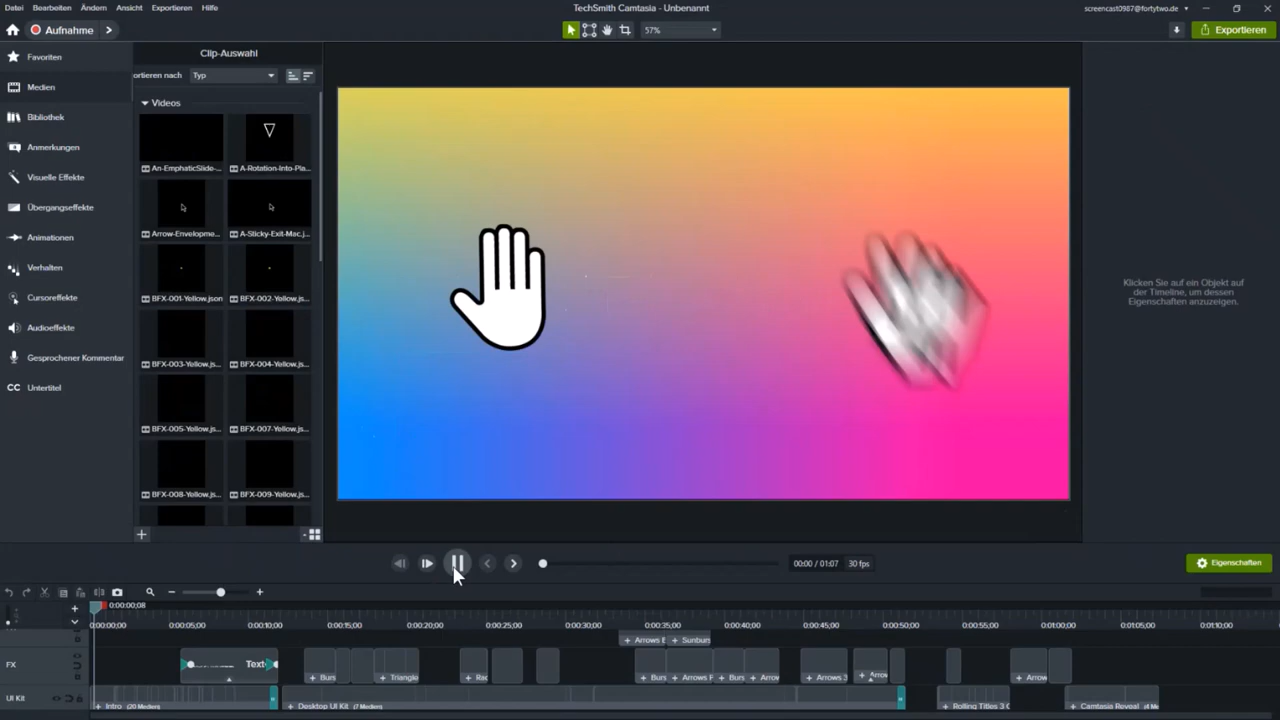 Datei Bearbeiten Ändern Ansicht Exportieren Hilfe
TechSmith Camtasia - Unbenannt
screencast0987@fortytwo.de
Aufnahme
57%
Exportieren
Favoriten
Medien
Bibliothek
Anmerkungen
Visuelle Effekte
Übergangseffekte
Animationen
Verhalten
Cursoreffekte
Audioeffekte
Gesprochener Kommentar
CC Untertitel
Clip-Auswahl
ortieren nach Typ
Videos
An-EmphaticSlide-... A-Rotation-Into-Pla...
Arrow-Envelopme... A-Sticky-Exit-Mac.j...
BFX-001-Yellow.json BFX-002-Yellow.js...
BFX-003-Yellow.js... BFX-004-Yellow.js...
BFX-005-Yellow.js... BFX-007-Yellow.js...
BFX-008-Yellow.js... BFX-009-Yellow.js...
Klicken Sie auf ein Objekt auf
der Timeline, um dessen
Eigenschaften anzuzeigen.
00:00 / 01:07 30 fps
Eigenschaften
0:00:00;08
0:00:00;00 0:00:05;00 0:00:10;00 0:00:15;00 0:00:20;00 0:00:25;00 0:00:30;00 0:00:35;00 0:00:40;00 0:00:45;00 0:00:50;00 0:00:55;00 0:01:00;00 0:01:05;00 0:01:10;00
+ Arrows + Sunbur
FX
Text
+ Burs + Triangle + Burs + Arrows + Burs + Arrow + Arrows 3 + Arrow + Arrow
UI Kit
+ Intro (20 Medien) + Desktop UI Kit (7 Medien) + Rolling Titles 3 + Camtasia Reveal